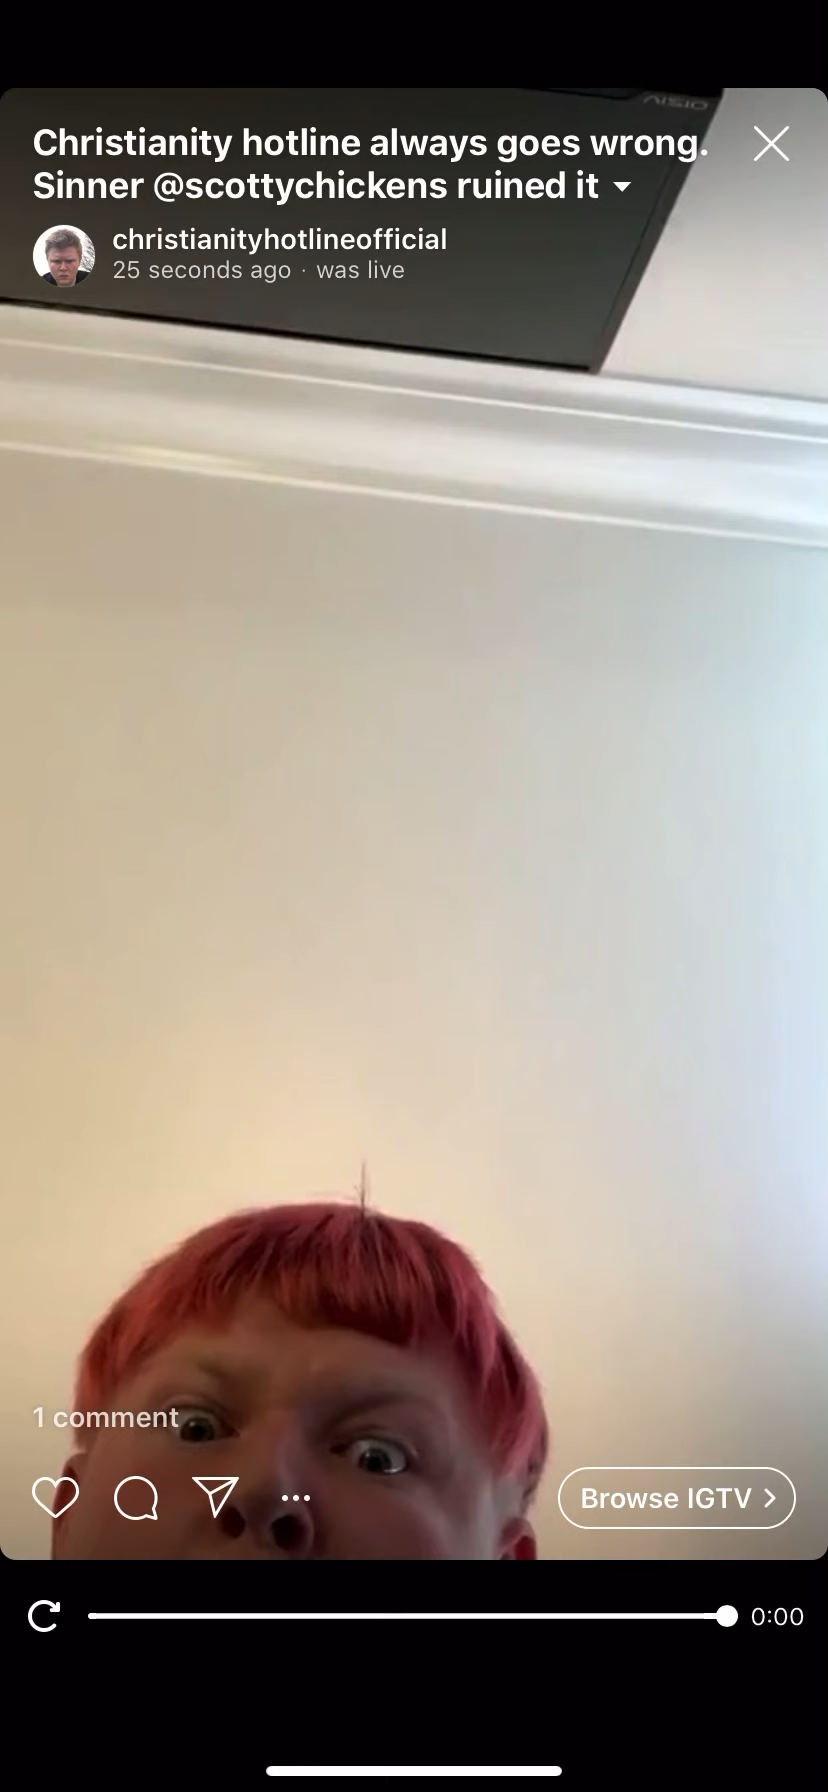 VISIO
Christianity hotline always goes wrong.
Sinner @scottychickens ruined it
christianityhotlineofficial
25 seconds ago · was live
1 comment
Browse IGTV
0:00